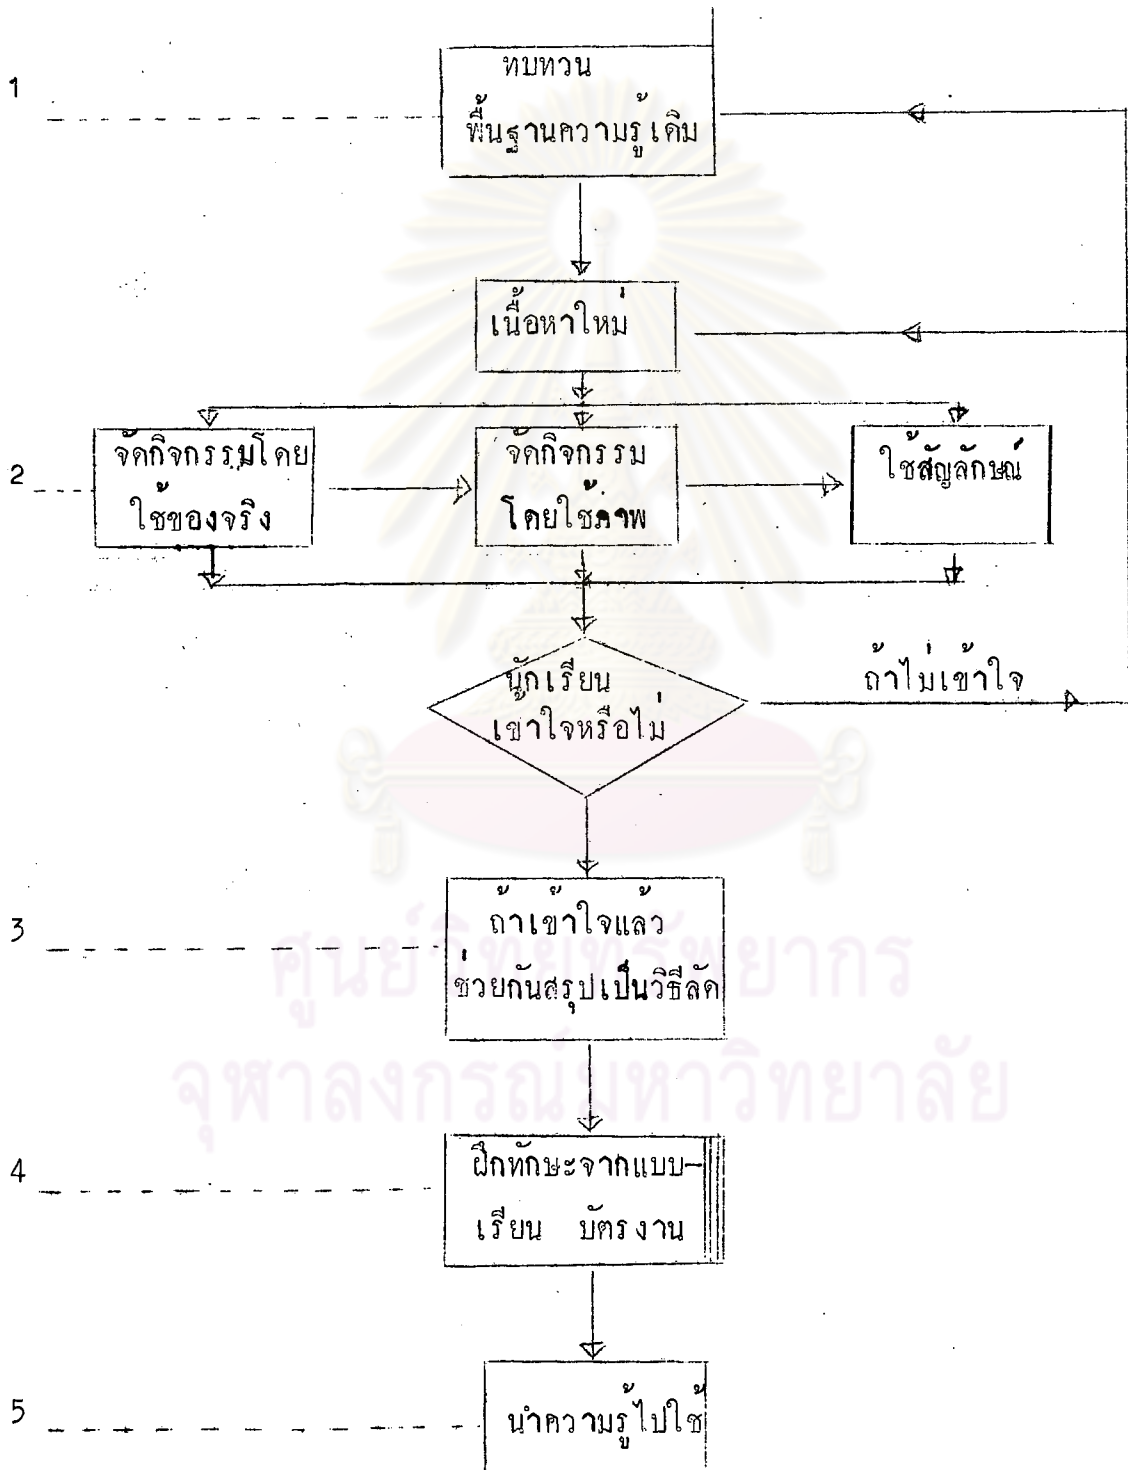 1
ทบทวน
พื้นฐานความรู้เดิม
เนื้อหาใหม่
2
จัดกิจกรรมโดย
ใช้ของจริง
จัดกิจกรรม
โดยใช้ภาพ
ใช้สัญลักษณ์
นักเรียน
เขาใจหรือไม่
ถ้าไม่เข้าใจ
3
ถ้าเข้าใจแล้ว
ช่วยกันสรุปเป็นวิธีลัด
ศูนย์วิทยทรัพยากร
จุฬาลงกรณ์มหาวิทยาลัย
4
ฝึกทักษะจากแบบ-
เรียน บัตรงาน
5
นำความรู้ไปใช้